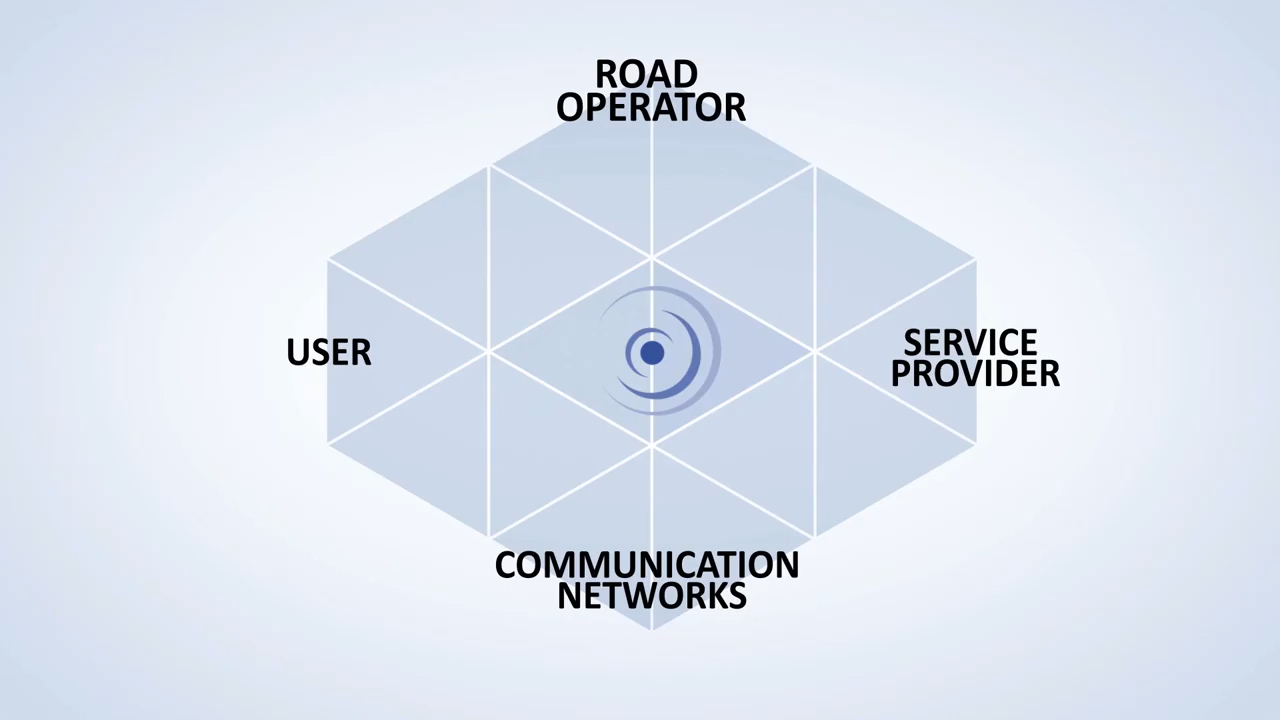 ROAD
OPERATOR
USER
SERVICE
PROVIDER
COMMUNICATION
NETWORKS